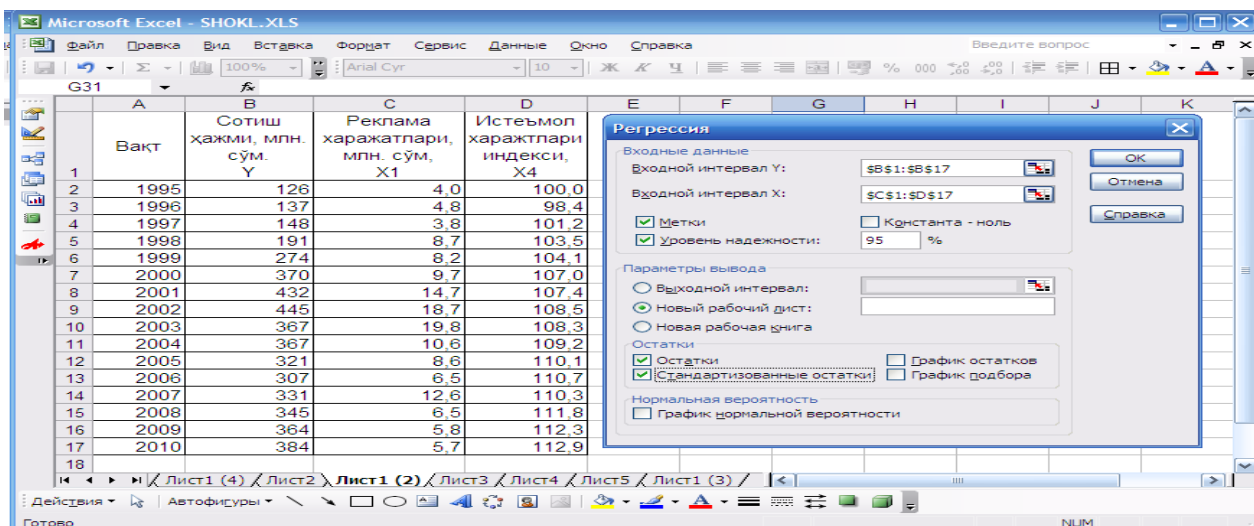 Microsoft Excel - SHOKL.XLS
Файл Правка Вид Вставка Формат Сервис Данные Окно Справка Введите вопрос
100% Arial Cyr 10 Ж К Ч % 000
G31 fx
A B C D E F G H I J K
1 Вақт Сотиш ҳажми, млн. сўм. Y Реклама харажатлари, млн. сўм, X1 Истеъмол харажтлари индекси, X4
2 1995 126 4,0 100,0
3 1996 137 4,8 98,4
4 1997 148 3,8 101,2
5 1998 191 8,7 103,5
6 1999 274 8,2 104,1
7 2000 370 9,7 107,0
8 2001 432 14,7 107,4
9 2002 445 18,7 108,5
10 2003 367 19,8 108,3
11 2004 367 10,6 109,2
12 2005 321 8,6 110,1
13 2006 307 6,5 110,7
14 2007 331 12,6 110,3
15 2008 345 6,5 111,8
16 2009 364 5,8 112,3
17 2010 384 5,7 112,9
18
Регрессия
Входные данные
Входной интервал Y: $B$1:$B$17
Входной интервал X: $C$1:$D$17
Метки Константа - ноль
Уровень надежности: 95 %
ОК
Отмена
Справка
Параметры вывода
Выходной интервал:
Новый рабочий лист:
Новая рабочая книга
Остатки
Остатки График остатков
Стандартизованные остатки График подбора
Нормальная вероятность
График нормальной вероятности
Лист1 (4) Лист2 Лист1 (2) Лист3 Лист4 Лист5 Лист1 (3)
Действия Автофигуры
Готово NUM